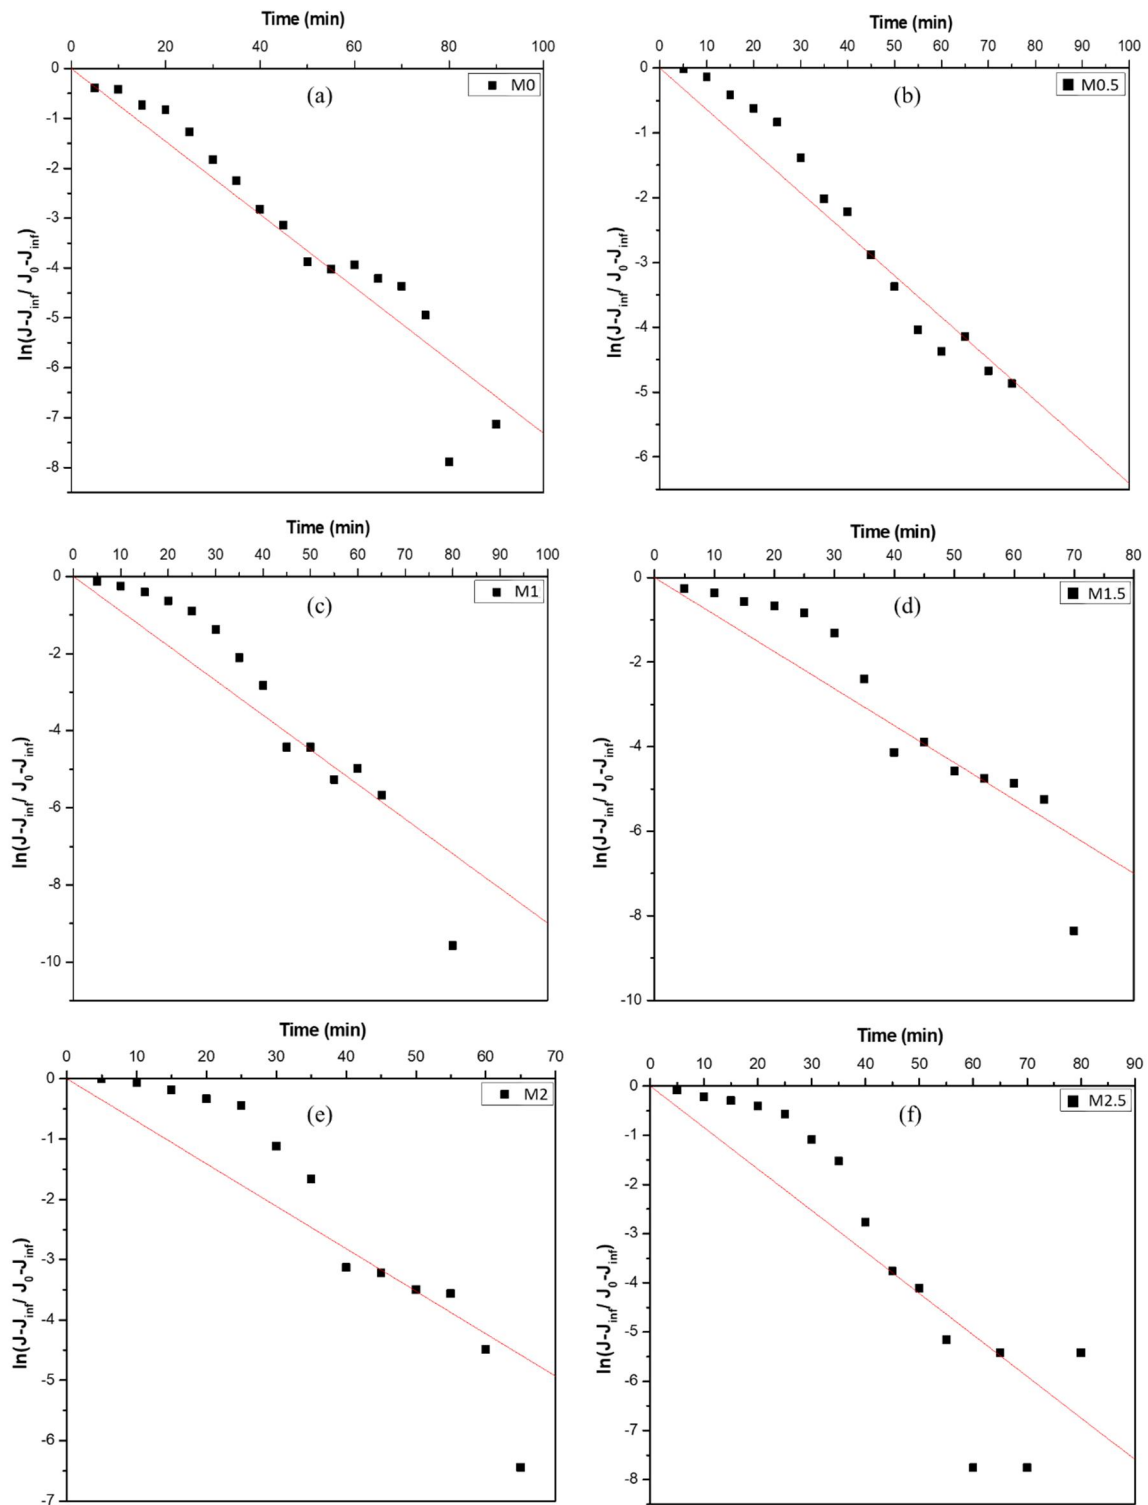 Time (min)
0 20 40 60 80 100
0
-1
-2
-3
-4
-5
-6
-7
-8
ln(J-Jinf/ J0-Jinf)
(a)
M0
Time (min)
0 10 20 30 40 50 60 70 80 90 100
0
-1
-2
-3
-4
-5
-6
ln(J-Jinf/ J0-Jinf)
(b)
M0.5
Time (min)
0 10 20 30 40 50 60 70 80 90 100
0
-2
-4
-6
-8
-10
ln(J-Jinf/ J0-Jinf)
(c)
M1
Time (min)
0 10 20 30 40 50 60 70 80
0
-2
-4
-6
-8
-10
ln(J-Jinf/ J0-Jinf)
(d)
M1.5
Time (min)
0 10 20 30 40 50 60 70
0
-1
-2
-3
-4
-5
-6
-7
ln(J-Jinf/ J0-Jinf)
(e)
M2
Time (min)
0 10 20 30 40 50 60 70 80 90
0
-1
-2
-3
-4
-5
-6
-7
-8
ln(J-Jinf/ J0-Jinf)
(f)
M2.5